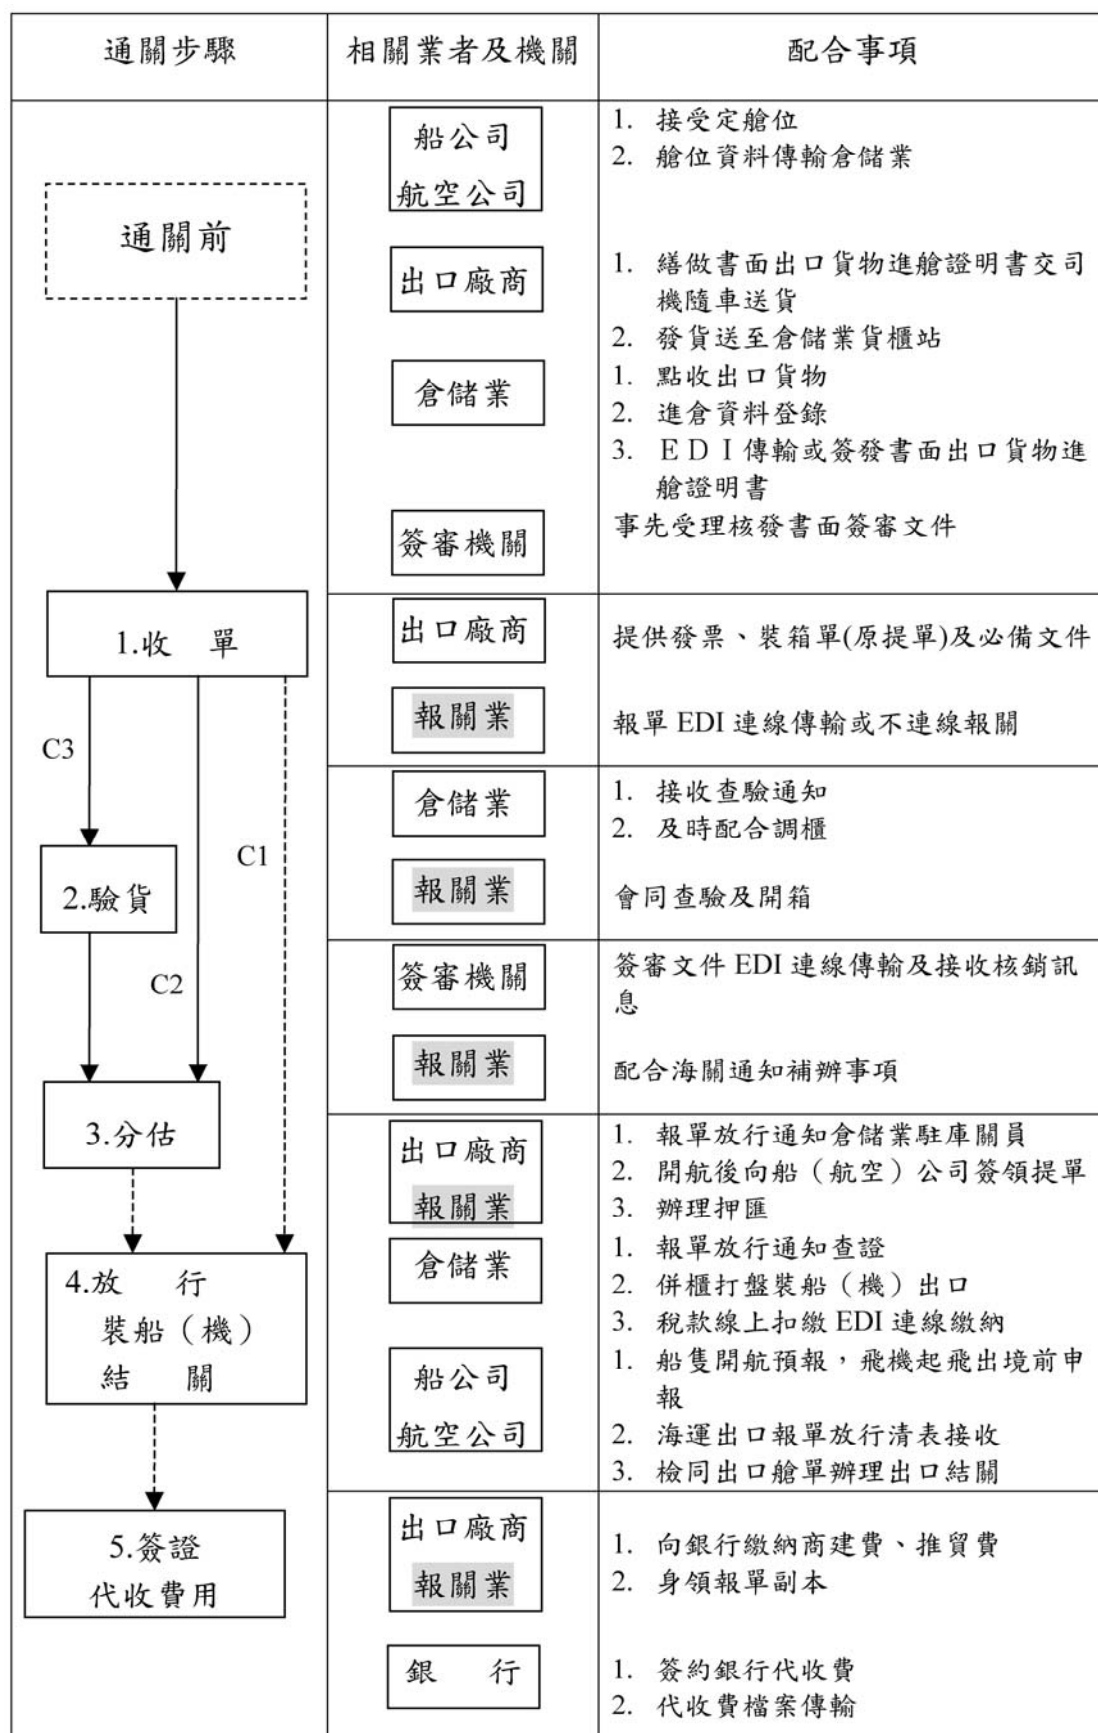 通關步驟
相關業者及機關
配合事項
通關前
船公司
航空公司
1. 接受定艙位
2. 艙位資料傳輸倉儲業
出口廠商
1. 繕做書面出口貨物進艙證明書交司
機隨車送貨
2. 發貨送至倉儲業貨櫃站
倉儲業
1. 點收出口貨物
2. 進倉資料登錄
3. ＥＤＩ傳輸或簽發書面出口貨物進
艙證明書
簽審機關
事先受理核發書面簽審文件
1.收 單
出口廠商
提供發票、裝箱單(原提單)及必備文件
報關業
報單 EDI 連線傳輸或不連線報關
C3
C1
C2
2.驗貨
倉儲業
1. 接收查驗通知
2. 及時配合調櫃
報關業
會同查驗及開箱
3.分估
簽審機關
簽審文件 EDI 連線傳輸及接收核銷訊
息
報關業
配合海關通知補辦事項
4.放 行
裝船（機）
結 關
出口廠商
報關業
1. 報單放行通知倉儲業駐庫關員
2. 開航後向船（航空）公司簽領提單
3. 辦理押匯
倉儲業
1. 報單放行通知查證
2. 併櫃打盤裝船（機）出口
3. 稅款線上扣繳 EDI 連線繳納
船公司
航空公司
1. 船隻開航預報，飛機起飛出境前申
報
2. 海運出口報單放行清表接收
3. 檢同出口艙單辦理出口結關
5.簽證
代收費用
出口廠商
報關業
1. 向銀行繳納商建費、推貿費
2. 身領報單副本
銀 行
1. 簽約銀行代收費
2. 代收費檔案傳輸